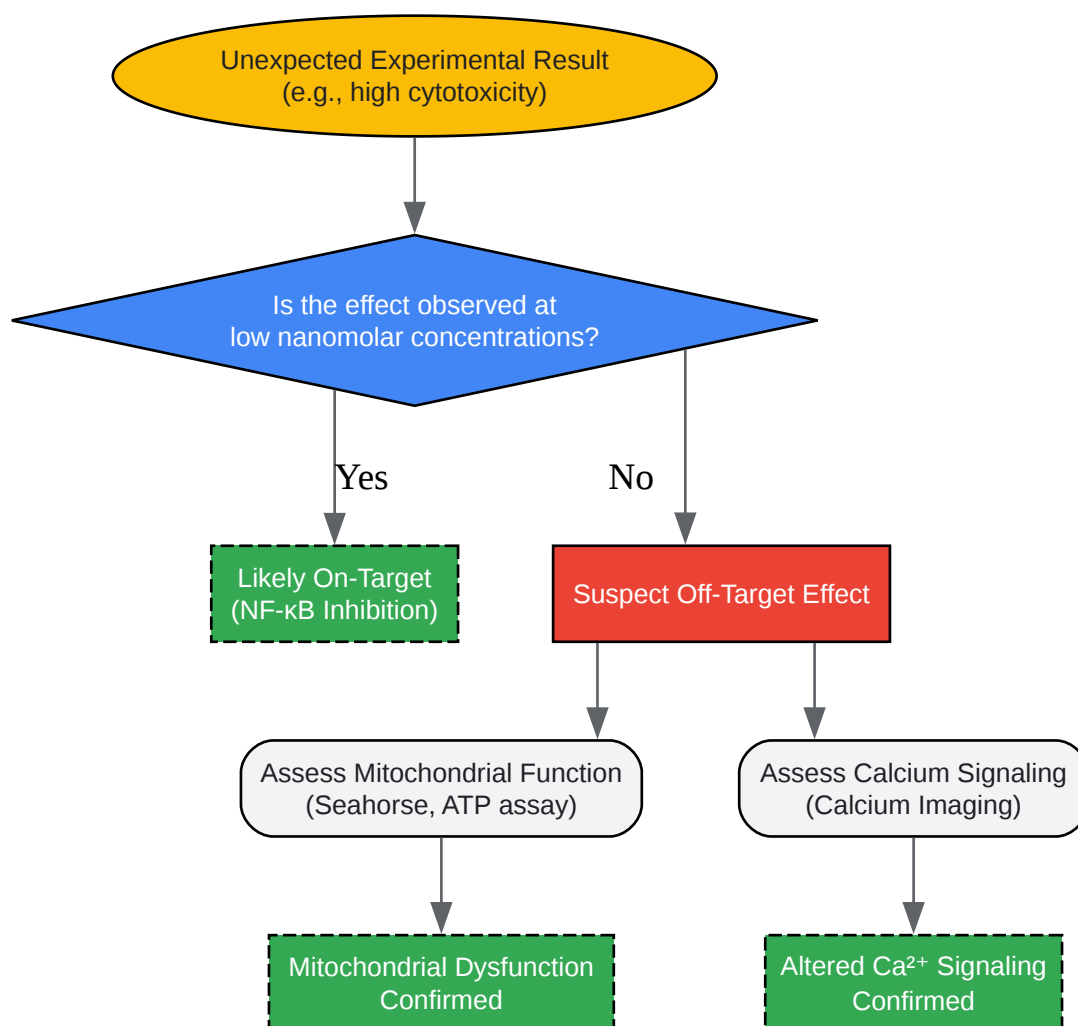 Unexpected Experimental Result
(e.g., high cytotoxicity)
Is the effect observed at
low nanomolar concentrations?
Yes
No
Likely On-Target
(NF-κB Inhibition)
Suspect Off-Target Effect
Assess Mitochondrial Function
(Seahorse, ATP assay)
Assess Calcium Signaling
(Calcium Imaging)
Mitochondrial Dysfunction
Confirmed
Altered Ca²⁺ Signaling
Confirmed